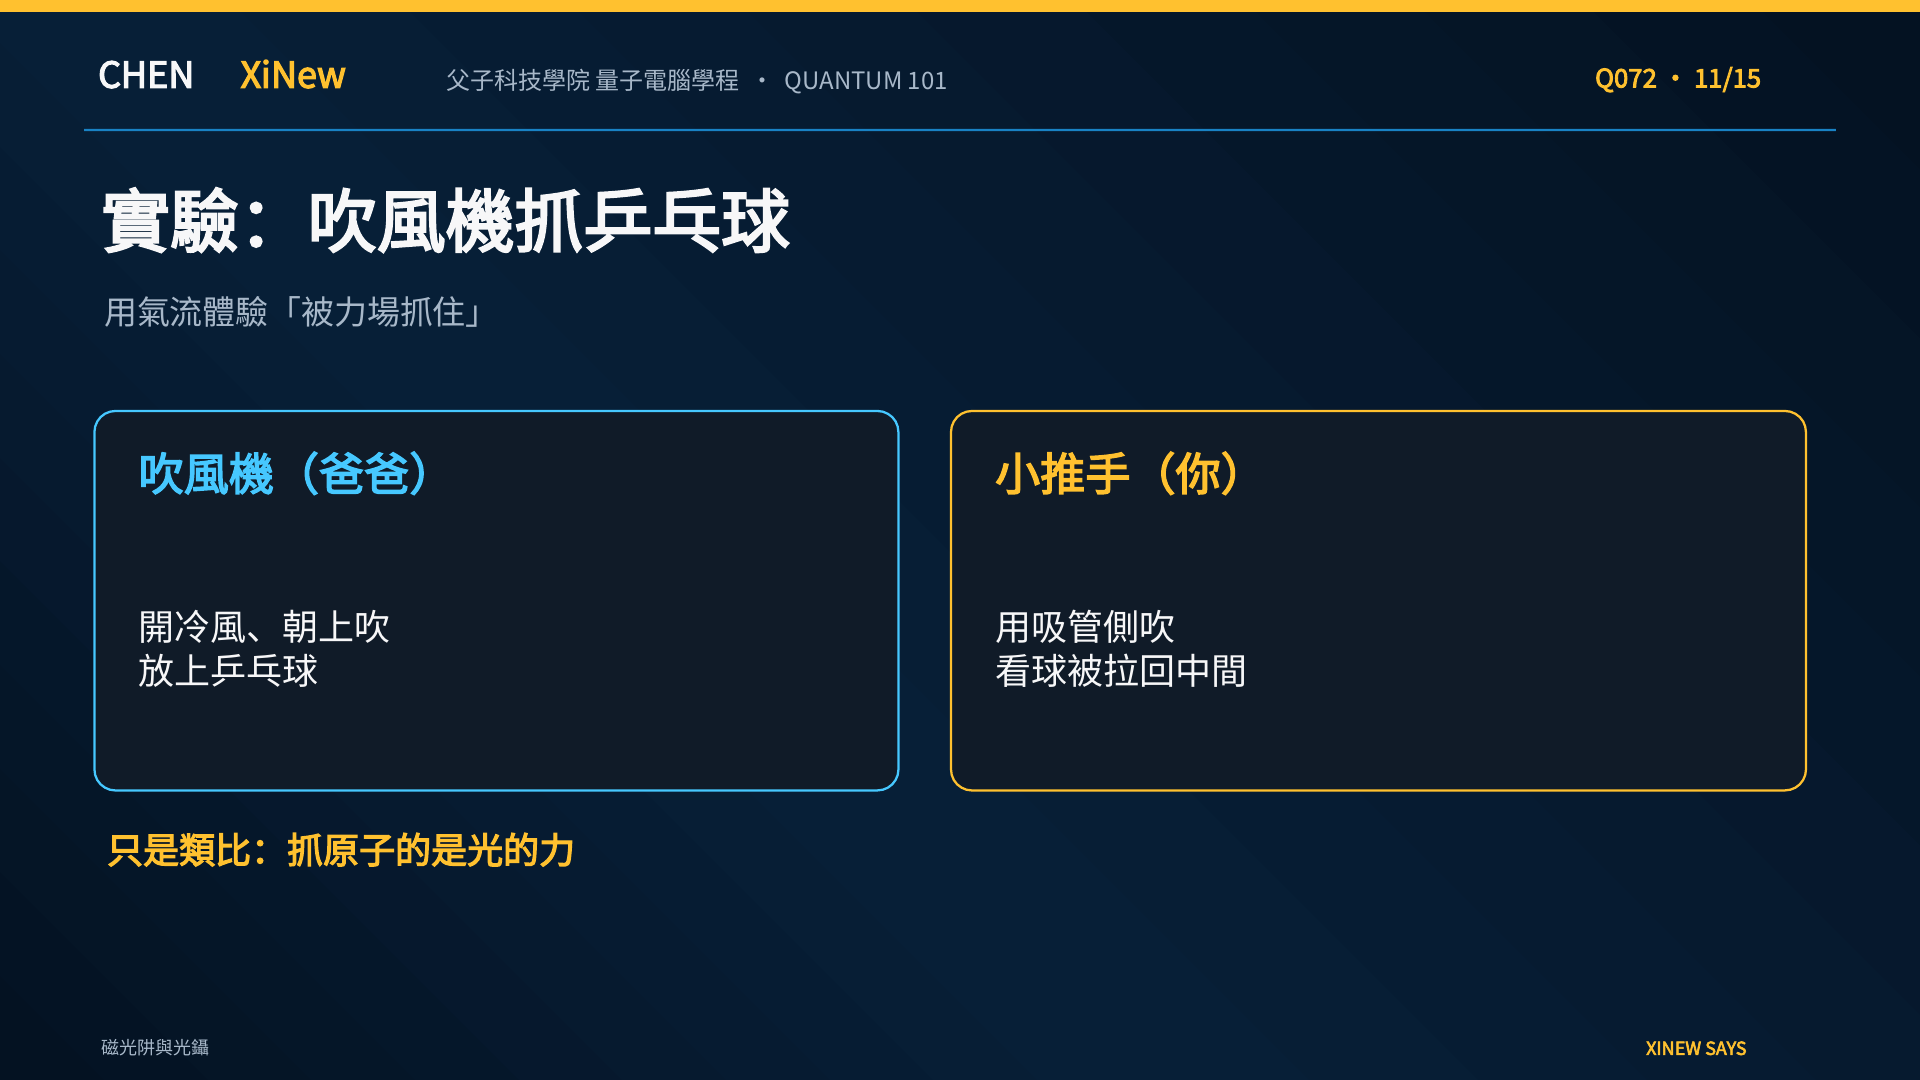 CHEN XiNew 父子科技學院 量子電腦學程 · QUANTUM 101 Q072 · 11/15
實驗：吹風機抓乒乓球
用氣流體驗「被力場抓住」
吹風機（爸爸）
開冷風、朝上吹
放上乒乓球
小推手（你）
用吸管側吹
看球被拉回中間
只是類比：抓原子的是光的力
磁光阱與光鑷
XINEW SAYS